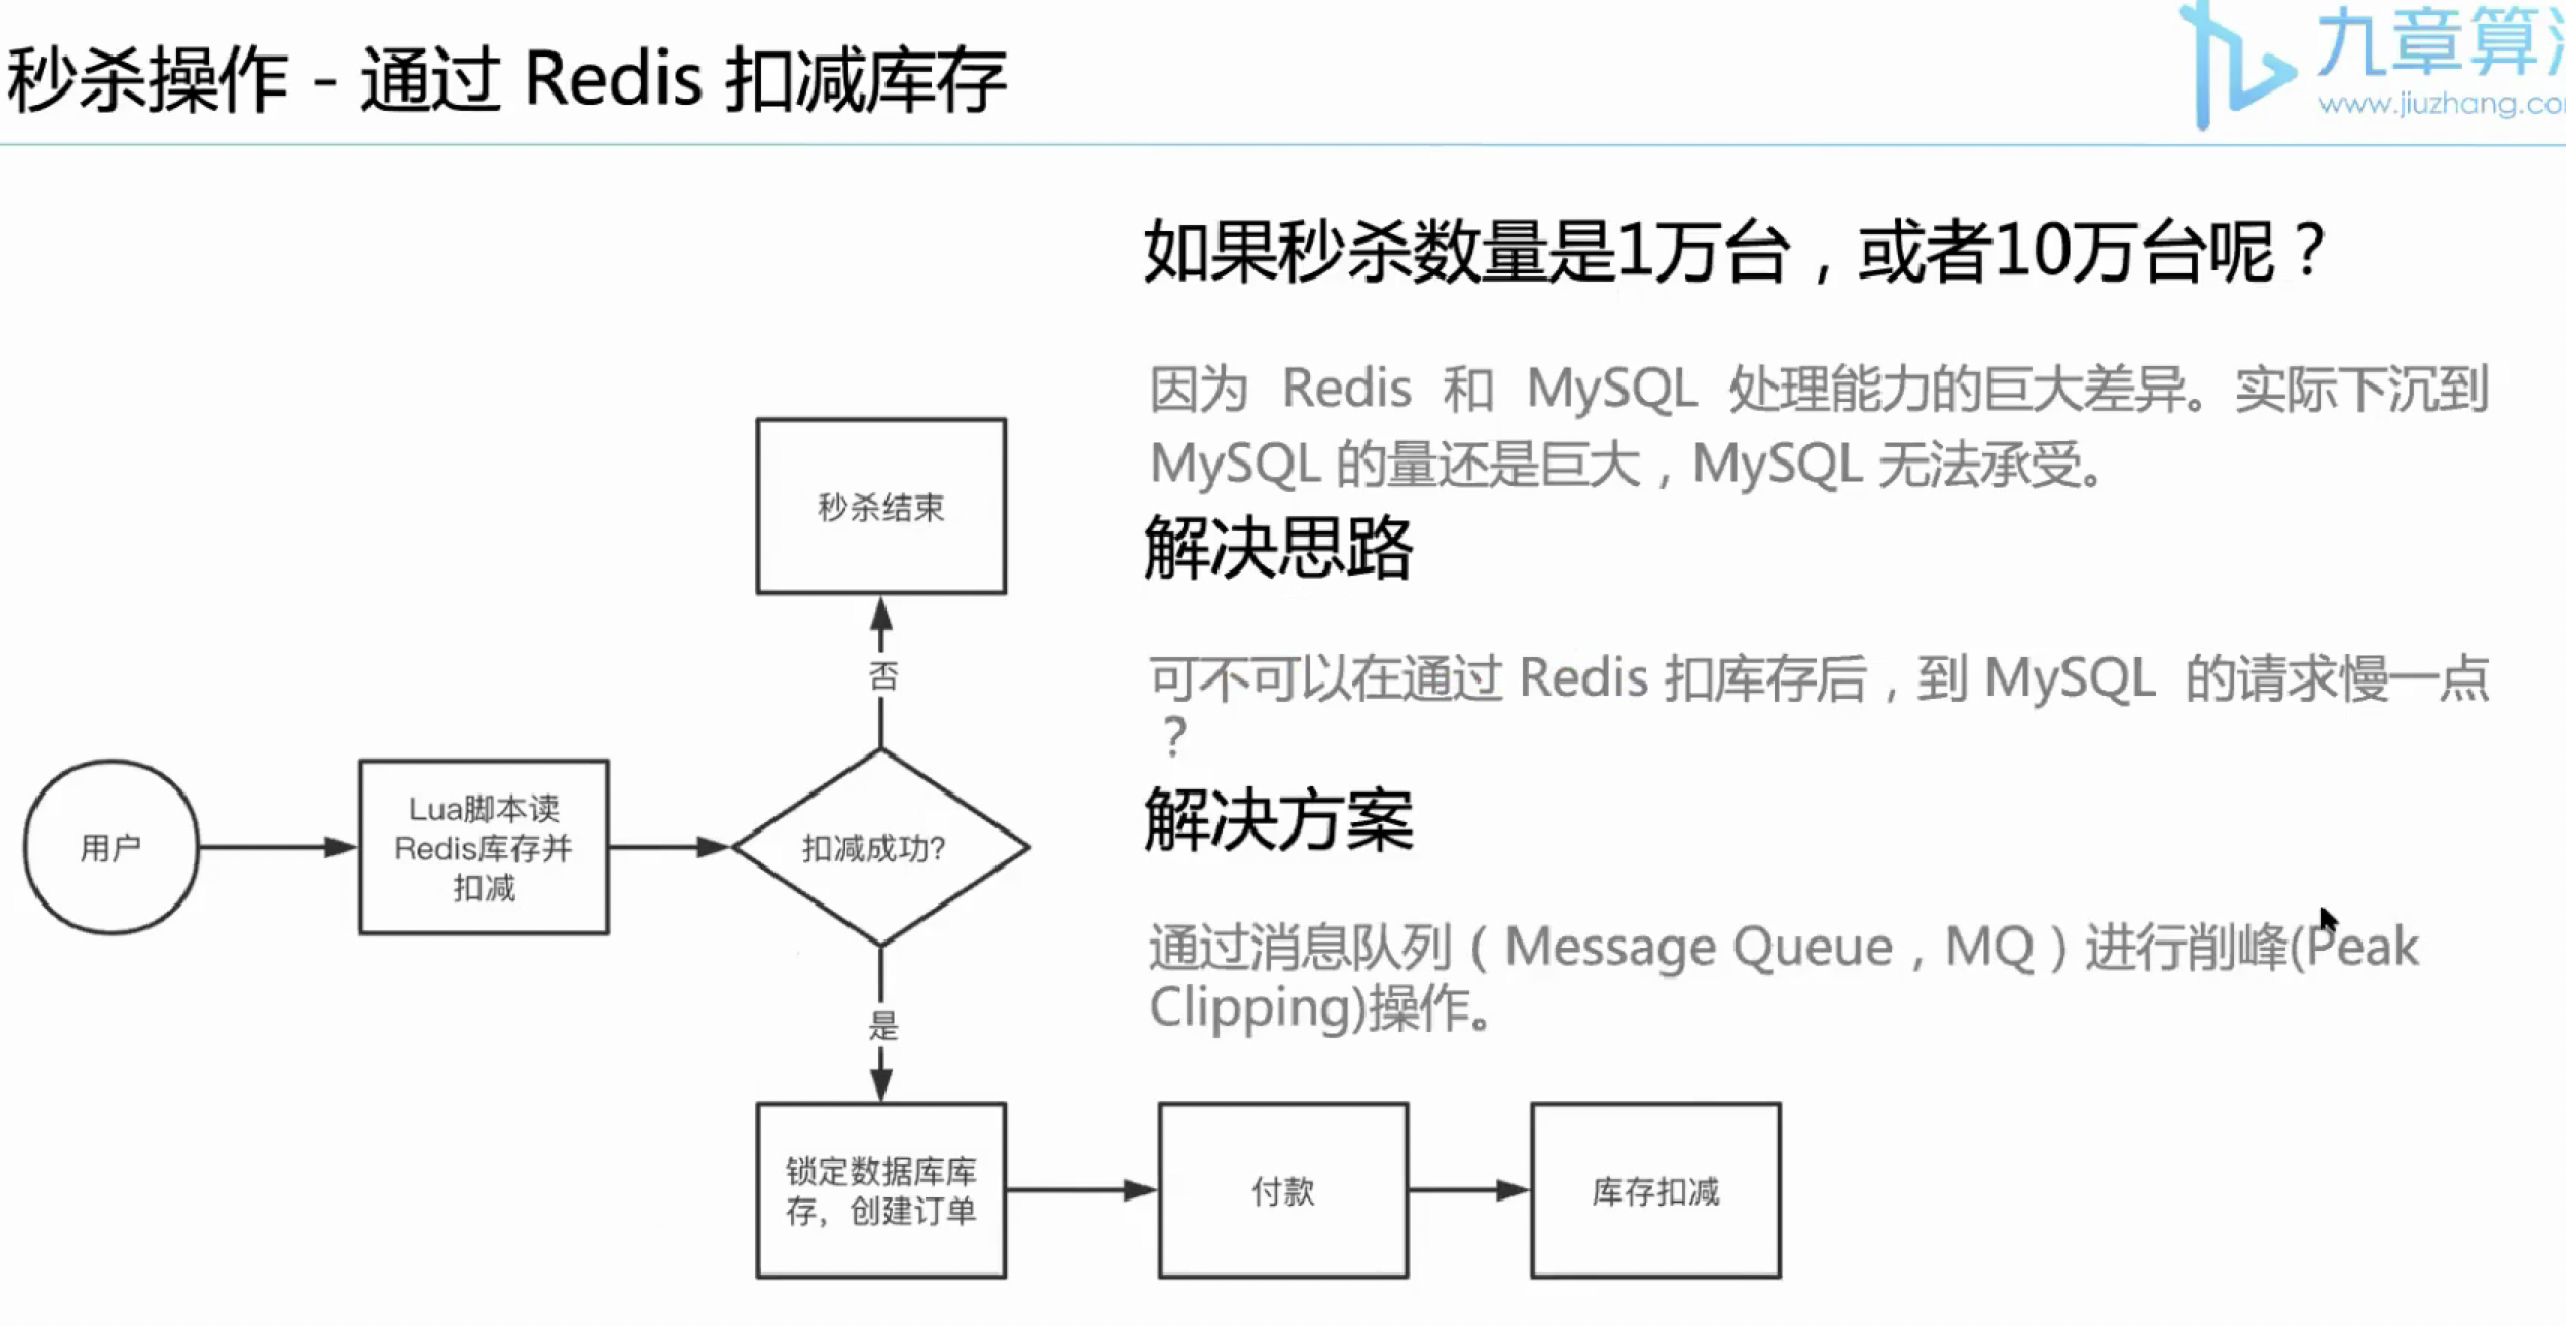 秒杀操作 - 通过 Redis 扣减库存
九章算
www.jiuzhang.co
如果秒杀数量是1万台，或者10万台呢？
因为 Redis 和 MySQL 处理能力的巨大差异。实际下沉到
MySQL 的量还是巨大，MySQL 无法承受。
解决思路
可不可以在通过 Redis 扣库存后，到 MySQL 的请求慢一点
？
解决方案
通过消息队列（Message Queue，MQ）进行削峰(Peak
Clipping)操作。
秒杀结束
否
用户
Lua脚本读
Redis库存并
扣减
扣减成功?
是
锁定数据库库
存，创建订单
付款
库存扣减